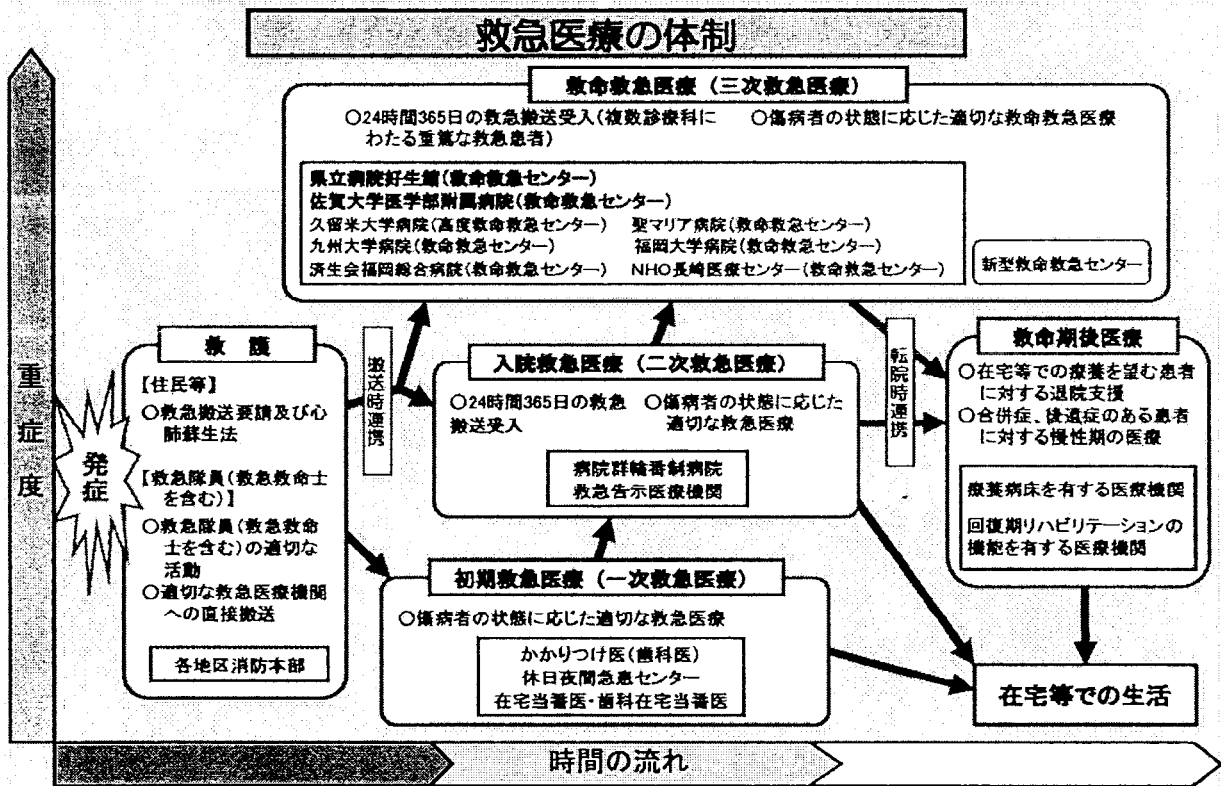 救急医療の体制
救命救急医療（三次救急医療）
○24時間365日の救急搬送受入(複数診療科に
わたる重篤な救急患者)
○傷病者の状態に応じた適切な救命救急医療
県立病院好生館(救命救急センター)
佐賀大学医学部附属病院(救命救急センター)
久留米大学病院(高度救命救急センター)
聖マリア病院(救命救急センター)
九州大学病院(救命救急センター)
福岡大学病院(救命救急センター)
済生会福岡総合病院(救命救急センター)
NHO長崎医療センター(救命救急センター)
新型救命救急センター
重症度
発症
救護
【住民等】
○救急搬送要請及び心
肺蘇生法
【救急隊員(救急救命士
を含む)】
○救急隊員(救急救命
士を含む)の適切な
活動
○適切な救急医療機関
への直接搬送
各地区消防本部
搬送時連携
入院救急医療（二次救急医療）
○24時間365日の救急
搬送受入
○傷病者の状態に応じた
適切な救急医療
病院群輪番制病院
救急告示医療機関
初期救急医療（一次救急医療）
○傷病者の状態に応じた適切な救急医療
かかりつけ医(歯科医)
休日夜間急患センター
在宅当番医・歯科在宅当番医
転院時連携
救命期後医療
○在宅等での療養を望む患者
に対する退院支援
○合併症、後遺症のある患者
に対する慢性期の医療
療養病床を有する医療機関
回復期リハビリテーションの
機能を有する医療機関
在宅等での生活
時間の流れ